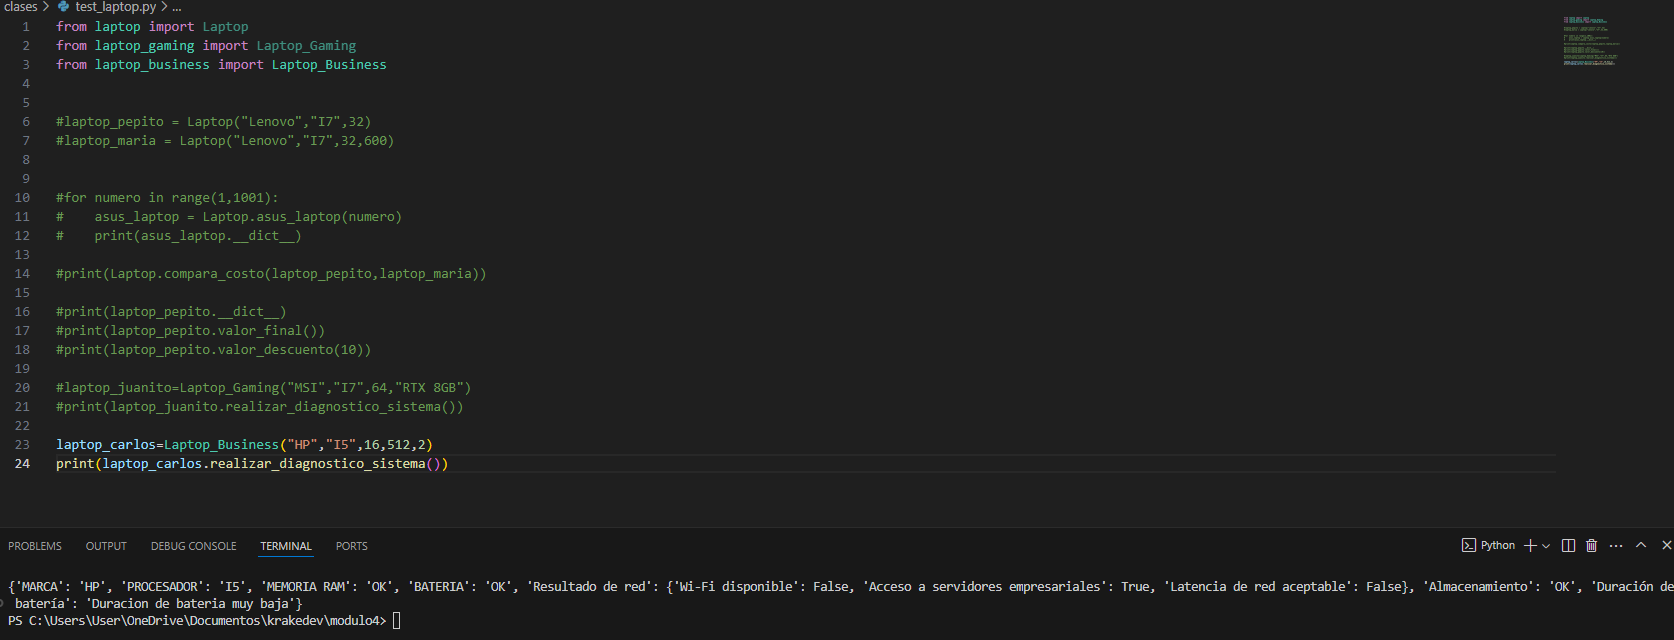 clases > test_laptop.py > ...
1 from laptop import Laptop
2 from laptop_gaming import Laptop_Gaming
3 from laptop_business import Laptop_Business
4
5
6 #laptop_pepito = Laptop("Lenovo","I7",32)
7 #laptop_maria = Laptop("Lenovo","I7",32,600)
8
9
10 #for numero in range(1,1001):
11 #    asus_laptop = Laptop.asus_laptop(numero)
12 #    print(asus_laptop.__dict__)
13
14 #print(Laptop.compara_costo(laptop_pepito,laptop_maria))
15
16 #print(laptop_pepito.__dict__)
17 #print(laptop_pepito.valor_final())
18 #print(laptop_pepito.valor_descuento(10))
19
20 #laptop_juanito=Laptop_Gaming("MSI","I7",64,"RTX 8GB")
21 #print(laptop_juanito.realizar_diagnostico_sistema())
22
23 laptop_carlos=Laptop_Business("HP","I5",16,512,2)
24 print(laptop_carlos.realizar_diagnostico_sistema())
PROBLEMS OUTPUT DEBUG CONSOLE TERMINAL PORTS Python
{'MARCA': 'HP', 'PROCESADOR': 'I5', 'MEMORIA RAM': 'OK', 'BATERIA': 'OK', 'Resultado de red': {'Wi-Fi disponible': False, 'Acceso a servidores empresariales': True, 'Latencia de red aceptable': False}, 'Almacenamiento': 'OK', 'Duración de
batería': 'Duracion de bateria muy baja'}
PS C:\Users\User\OneDrive\Documentos\krakedev\modulo4>